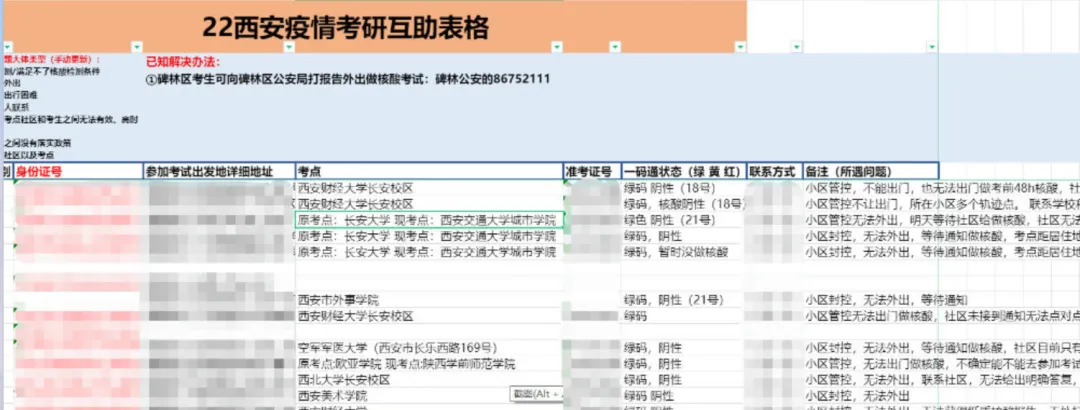 22西安疫情考研互助表格
题人体类型（手动更新）：
测/满足不了核酸检测条件
外出
出行困难
人联系
考点社区和考生之间无法有效、病时
之间没有落实政策
社区以及考点
已知解决办法：
①碑林区考生可向碑林区公安局打报告外出做核酸考试：碑林公安的86752111
别 身份证号 参加考试出发地详细地址 考点 准考证号 一码通状态（绿 黄 红） 联系方式 备注（所遇问题）
西安财经大学长安校区 绿码 阴性（18号） 小区管控，不能出门，也无法出门做考前48h核酸，社
西安财经大学长安校区 绿码，核酸阴性（18号） 小区管控不让出门，所在小区多个轨迹点。 联系学校
原考点：长安大学 现考点：西安交通大学城市学院 绿色 阴性（21号） 小区管控无法外出，明天等待社区给做核酸，社区无
原考点：长安大学 现考点：西安交通大学城市学院 绿码，阴性 小区封控，无法外出，等待通知做核酸，考点距居住地
原考点：长安大学 现考点：西安交通大学城市学院 绿码，暂时没做核酸 小区封控，无法外出，等待通知做核酸，考点距居住
西安市外事学院 绿码，阴性（21号） 小区封控，无法外出，等待通知
西安财经大学长安校区 绿码 小区管控无法出门做核酸，社区未接到通知无法点对点
空军军医大学（西安市长乐西路169号） 绿码，阴性 小区封控，无法外出，等待通知做核酸，社区目前只有
原考点:欧亚学院 现考点:陕西学前师范学院 绿码，阴性 小区管控，无法出门做核酸，不确定能不能去参加考试
西北大学长安校区 绿码，阴性 小区管控，无法外出，联系社区，无法给出明确答复，
西安美术学院 绿码 阴性 小区封控，无法外出
截图(Alt +